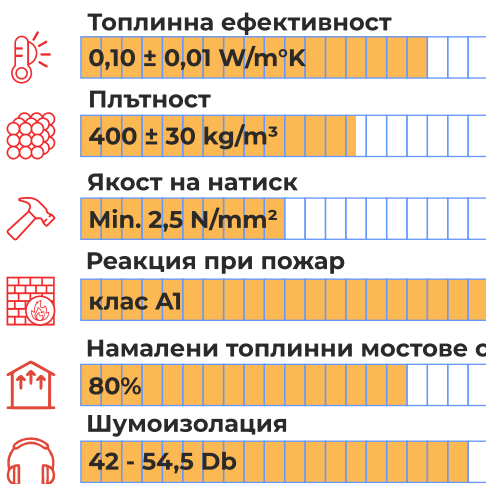 Топлинна ефективност
0,10 ± 0,01 W/m°K
Плътност
400 ± 30 kg/m³
Якост на натиск
Min. 2,5 N/mm²
Реакция при пожар
клас А1
Намалени топлинни мостове
80%
Шумоизолация
42 - 54,5 Db